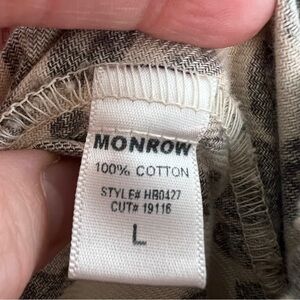 MONROW
100% COTTON
STYLE# HB0427
CUT# 19116
L